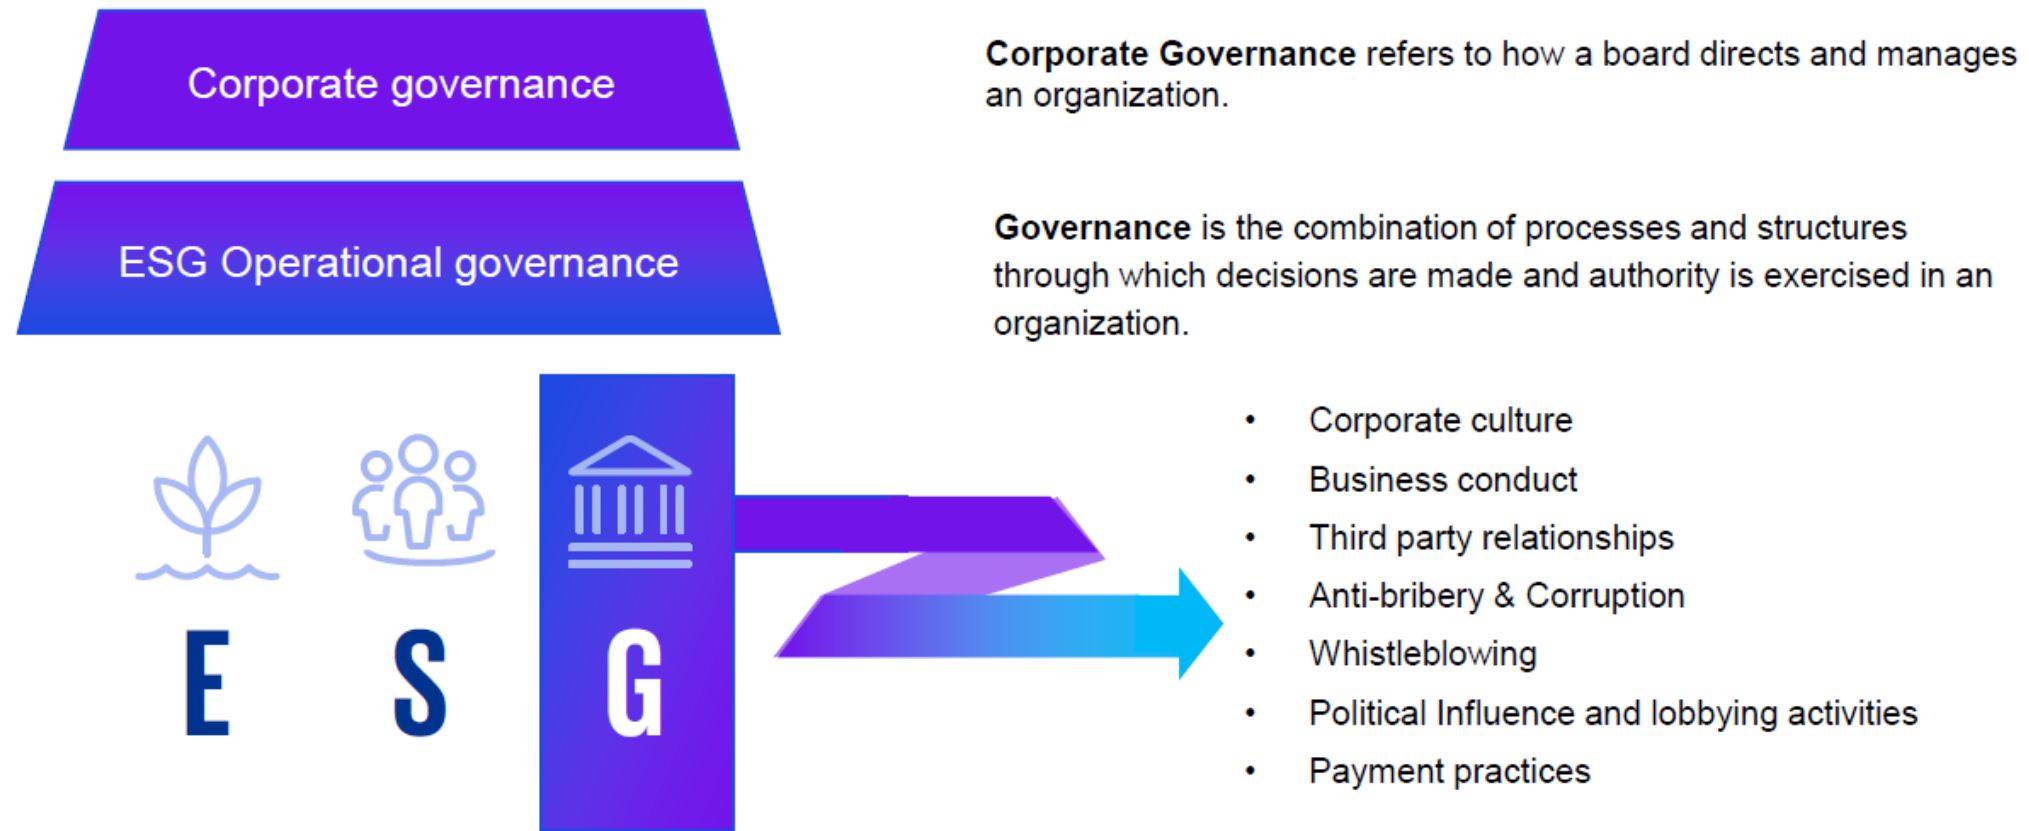 Corporate governance
Corporate Governance refers to how a board directs and manages
an organization.
ESG Operational governance
Governance is the combination of processes and structures
through which decisions are made and authority is exercised in an
organization.
E S G
• Corporate culture
• Business conduct
• Third party relationships
• Anti-bribery & Corruption
• Whistleblowing
• Political Influence and lobbying activities
• Payment practices